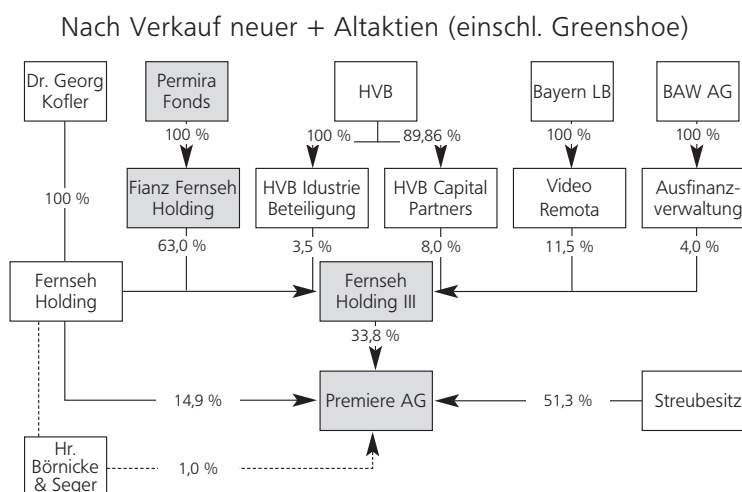 Nach Verkauf neuer + Altaktien (einschl. Greenshoe)
Dr. Georg
Kofler
Permira
Fonds
HVB
Bayern LB
BAW AG
100 %
100 %
89,86 %
100 %
100 %
100 %
Fianz Fernseh
Holding
HVB Idustrie
Beteiligung
HVB Capital
Partners
Video
Remota
Ausfinanz-
verwaltung
63,0 %
3,5 %
8,0 %
11,5 %
4,0 %
Fernseh
Holding
Fernseh
Holding III
33,8 %
14,9 %
Premiere AG
51,3 %
Streubesitz
Hr.
Börnicke
& Seger
1,0 %